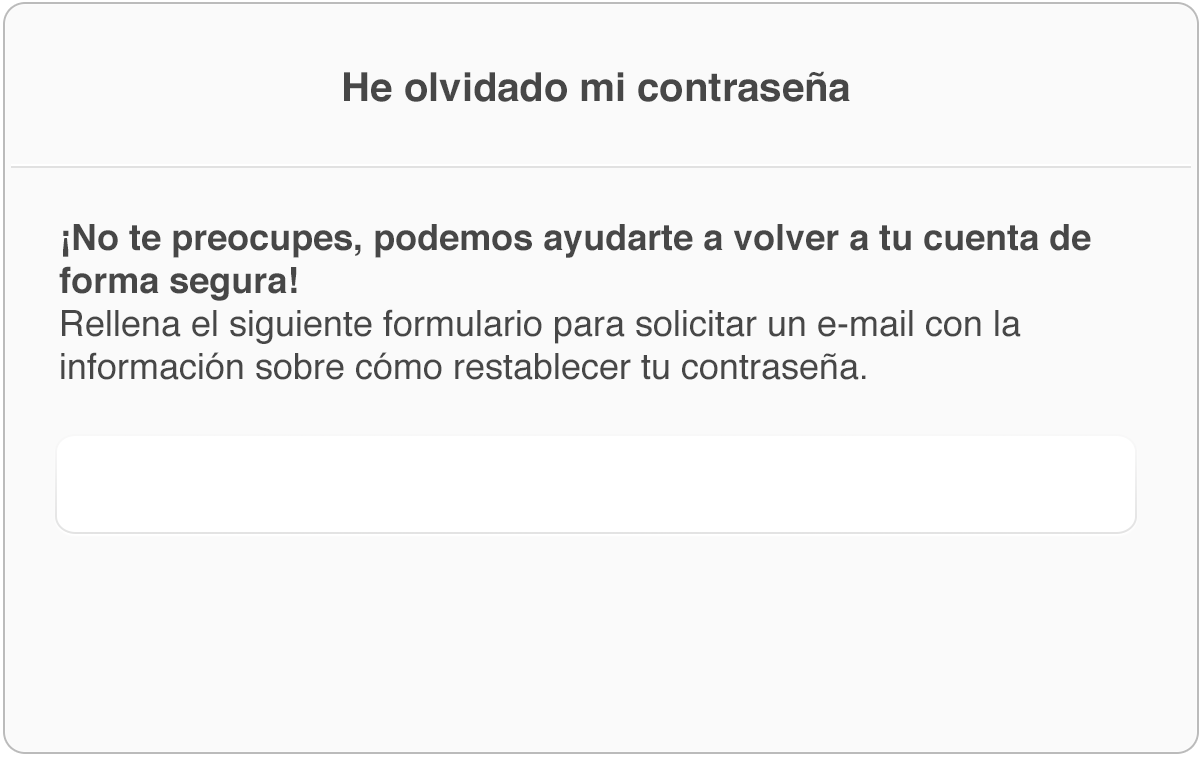 He olvidado mi contraseña
¡No te preocupes, podemos ayudarte a volver a tu cuenta de
forma segura!
Rellena el siguiente formulario para solicitar un e-mail con la
información sobre cómo restablecer tu contraseña.